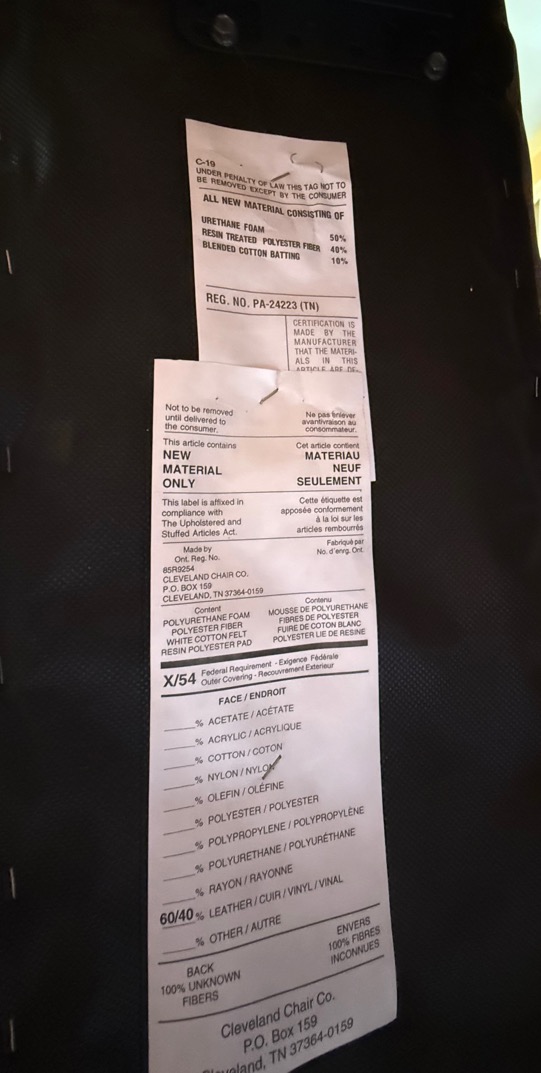 C-19
UNDER PENALTY OF LAW THIS TAG NOT TO
BE REMOVED EXCEPT BY THE CONSUMER
ALL NEW MATERIAL CONSISTING OF
URETHANE FOAM 50%
RESIN TREATED POLYESTER FIBER 40%
BLENDED COTTON BATTING 10%
REG. NO. PA-24223 (TN)
CERTIFICATION IS
MADE BY THE
MANUFACTURER
THAT THE MATERI-
ALS IN THIS
ARTICLE ARE DE-
Not to be removed
until delivered to
the consumer.
Ne pas enlever
avantlivraison au
consommateur.
This article contains
NEW
MATERIAL
ONLY
Cet article contient
MATERIAU
NEUF
SEULEMENT
This label is affixed in
compliance with
The Upholstered and
Stuffed Articles Act.
Cette étiquette est
apposée conformement
à la loi sur les
articles rembourrés
Made by
Ont. Reg. No.
85R9254
CLEVELAND CHAIR CO.
P.O. BOX 159
CLEVELAND, TN 37364-0159
Fabriqué par
No. d'enrg. Ont.
Content
POLYURETHANE FOAM
POLYESTER FIBER
WHITE COTTON FELT
RESIN POLYESTER PAD
Contenu
MOUSSE DE POLYURETHANE
FIBRES DE POLYESTER
FUIRE DE COTON BLANC
POLYESTER LIE DE RESINE
X/54 Federal Requirement - Exigence Fédérale
Outer Covering - Recouvrement Exterieur
FACE / ENDROIT
% ACETATE / ACÉTATE
% ACRYLIC / ACRYLIQUE
% COTTON / COTON
% NYLON / NYLON
% OLEFIN / OLÉFINE
% POLYESTER / POLYESTER
% POLYPROPYLENE / POLYPROPYLÈNE
% POLYURETHANE / POLYURÉTHANE
% RAYON / RAYONNE
60/40 % LEATHER / CUIR / VINYL / VINAL
% OTHER / AUTRE
BACK
100% UNKNOWN
FIBERS
ENVERS
100% FIBRES
INCONNUES
Cleveland Chair Co.
P.O. Box 159
TN 37364-0159